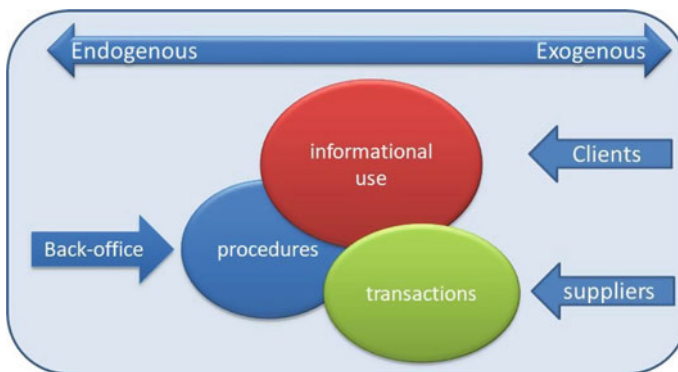 Endogenous Exogenous
informational
use
Clients
Back-office
procedures
transactions
suppliers